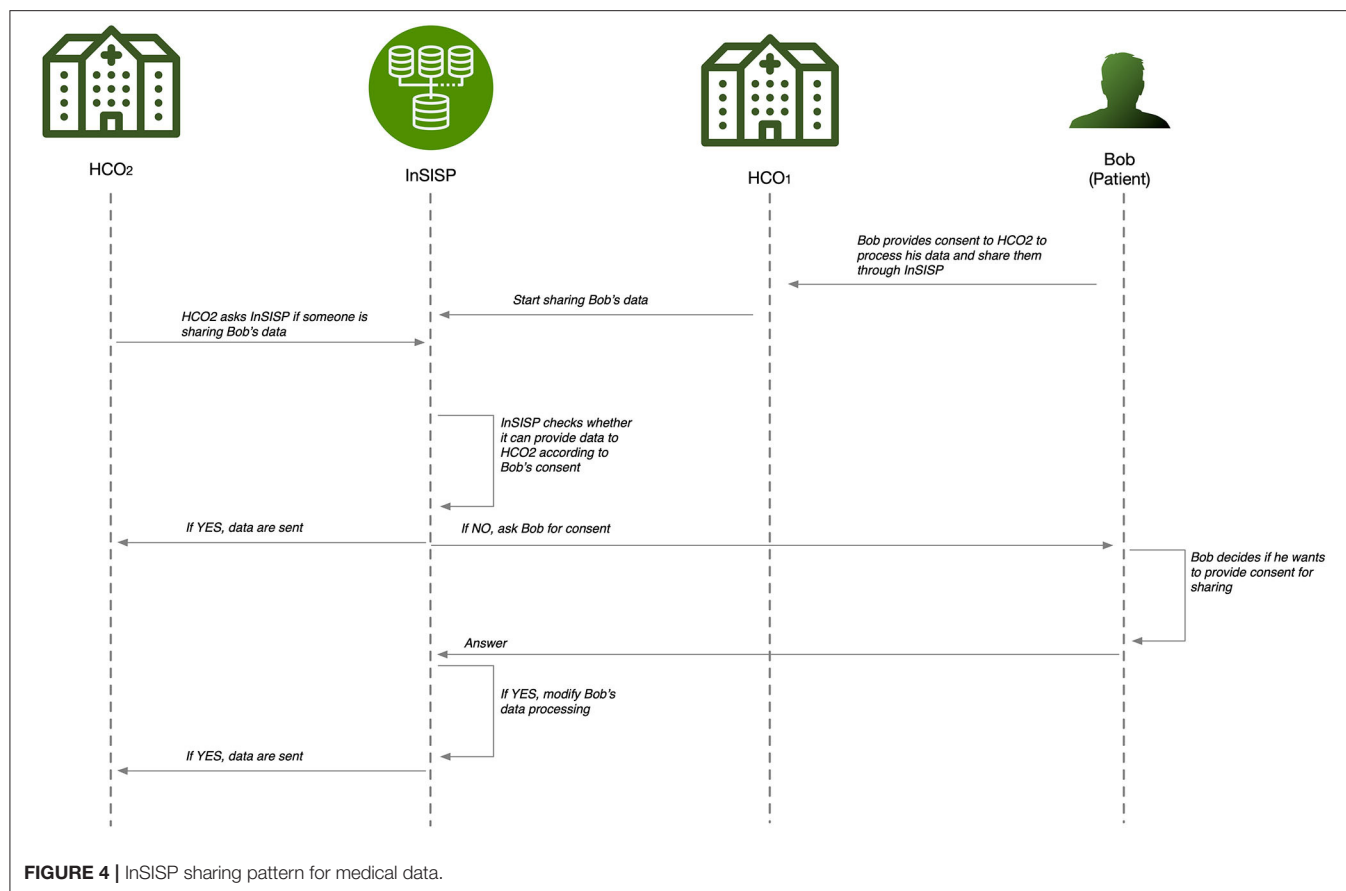 HCO2
InSISP
HCO1
Bob
(Patient)
Bob provides consent to HCO2 to
process his data and share them
through InSISP
Start sharing Bob's data
HCO2 asks InSISP if someone is
sharing Bob's data
InSISP checks whether
it can provide data to
HCO2 according to
Bob's consent
If YES, data are sent
If NO, ask Bob for consent
Bob decides if he wants
to provide consent for
sharing
Answer
If YES, modify Bob's
data processing
If YES, data are sent
FIGURE 4 | InSISP sharing pattern for medical data.